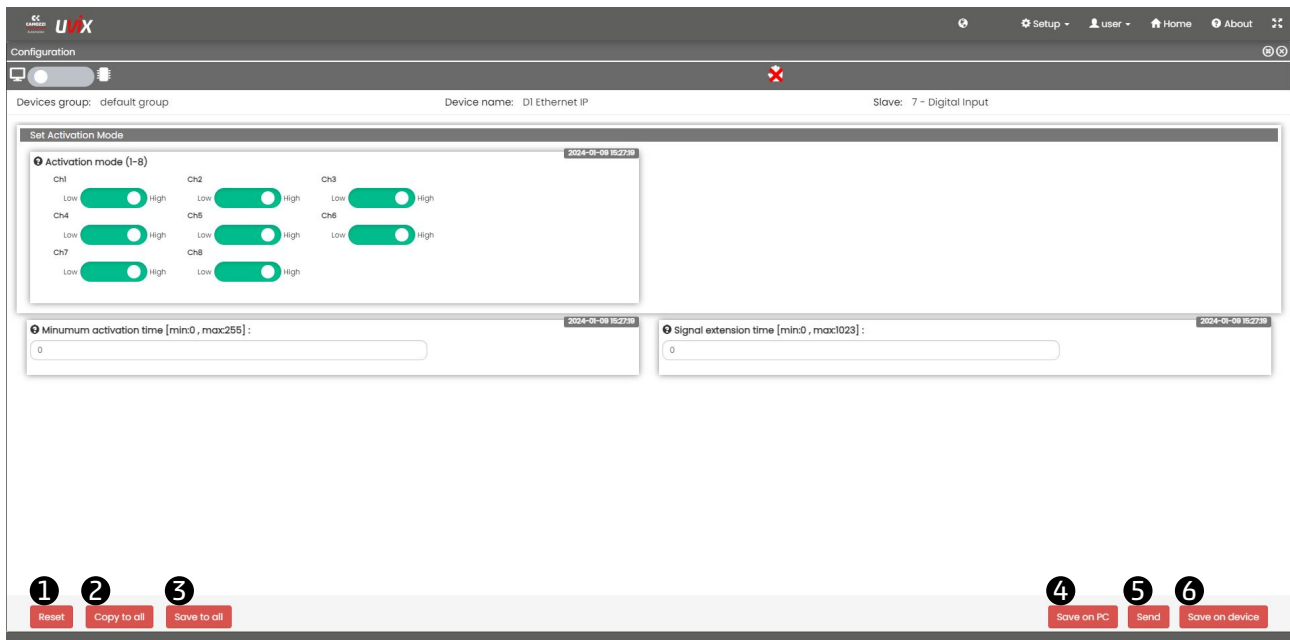 CAMOZZI
Automation
UVIX
Setup
user
Home
About
Configuration
Devices group: default group
Device name: D1 Ethernet IP
Slave: 7 - Digital Input
Set Activation Mode
2024-01-09 15:27:19
Activation mode (1-8)
Ch1 Ch2 Ch3
Low High Low High Low High
Ch4 Ch5 Ch6
Low High Low High Low High
Ch7 Ch8
Low High Low High
2024-01-09 15:27:19
Minumum activation time [min:0 , max:255] :
0
2024-01-09 15:27:19
Signal extension time [min:0 , max:1023] :
0
1 2 3 4 5 6
Reset Copy to all Save to all Save on PC Send Save on device